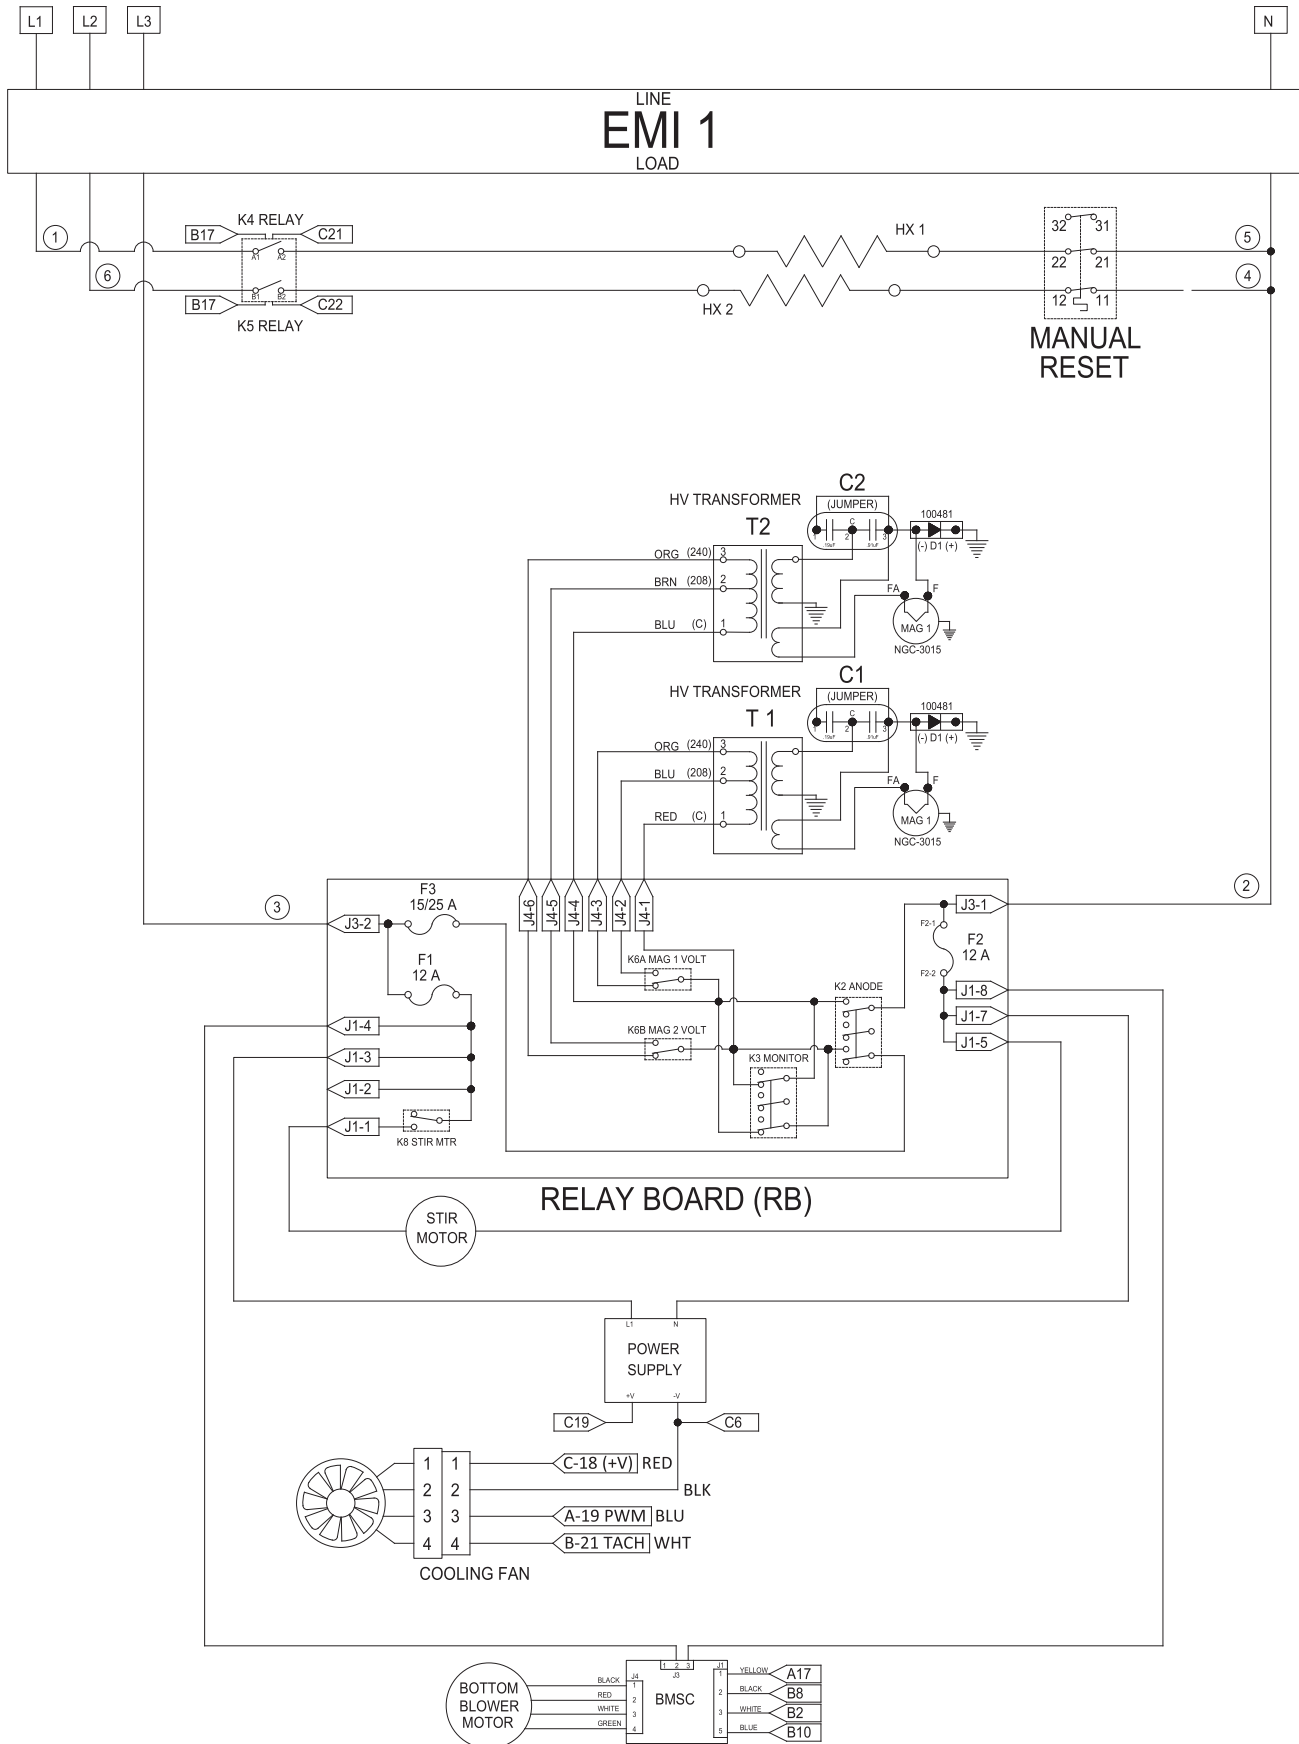 L1 L2 L3 N
LINE
EMI 1
LOAD
K4 RELAY
B17 C21
1
A1 A2
HX 1
32 31
22 21
5
6
B1 B2
HX 2
12 11
4
B17 C22
K5 RELAY
MANUAL
RESET
C2
HV TRANSFORMER
(JUMPER)
T2
100481
C
1 2 3
.01uF
(-) D1 (+)
ORG (240) 3
BRN (208) 2
BLU (C) 1
FA F
MAG 1
NGC-3015
C1
HV TRANSFORMER
(JUMPER)
T 1
100481
C
1 2 3
.01uF
(-) D1 (+)
ORG (240) 3
BLU (208) 2
RED (C) 1
FA F
MAG 1
NGC-3015
3
F3
15/25 A
J3-2
J4-6 J4-5 J4-4 J4-3 J4-2 J4-1
J3-1
2
F2-1
F2
12 A
F2-2
F1
12 A
K6A MAG 1 VOLT
K2 ANODE
J1-8
J1-4
J1-7
K6B MAG 2 VOLT
J1-5
J1-3
K3 MONITOR
J1-2
J1-1
K8 STIR MTR
RELAY BOARD (RB)
STIR
MOTOR
L1 N
POWER
SUPPLY
+V -V
C19 C6
1 1 C-18 (+V) RED
2 2 BLK
3 3 A-19 PWM BLU
4 4 B-21 TACH WHT
COOLING FAN
BOTTOM
BLOWER
MOTOR
BLACK
RED
WHITE
GREEN
J4
1
2
3
4
1 2 3
J3
BMSC
J1
1 YELLOW A17
2 BLACK B8
3 WHITE B2
5 BLUE B10